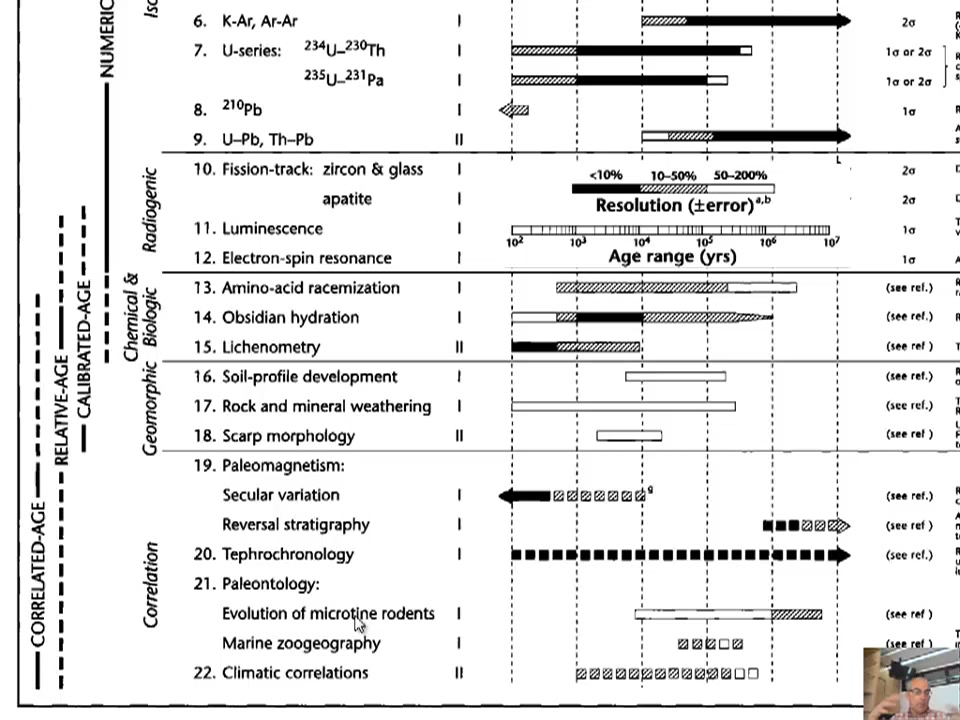 6. K-Ar, Ar-Ar I 2σ
7. U-series: ²³⁴U–²³⁰Th I 1σ or 2σ
²³⁵U–²³¹Pa I 1σ or 2σ
8. ²¹⁰Pb I 1σ
9. U–Pb, Th–Pb II
10. Fission-track: zircon & glass I 2σ
<10% 10–50% 50–200%
apatite I 2σ
Resolution (±error)ᵃ,ᵇ
11. Luminescence I 1σ
10² 10³ 10⁴ 10⁵ 10⁶ 10⁷
12. Electron-spin resonance I Age range (yrs) 1σ
13. Amino-acid racemization I (see ref.)
14. Obsidian hydration I (see ref.)
15. Lichenometry II (see ref )
16. Soil-profile development I (see ref.)
17. Rock and mineral weathering I (see ref.)
18. Scarp morphology II (see ref )
19. Paleomagnetism:
Secular variation I g (see ref.)
Reversal stratigraphy I (see ref )
20. Tephrochronology I (see ref.)
21. Paleontology:
Evolution of microtine rodents I (see ref )
Marine zoogeography I (see ref )
22. Climatic correlations II
NUMERIC
Radiogenic
Chemical &
Biologic
Geomorphic
Correlation
CALIBRATED-AGE
RELATIVE-AGE
CORRELATED-AGE